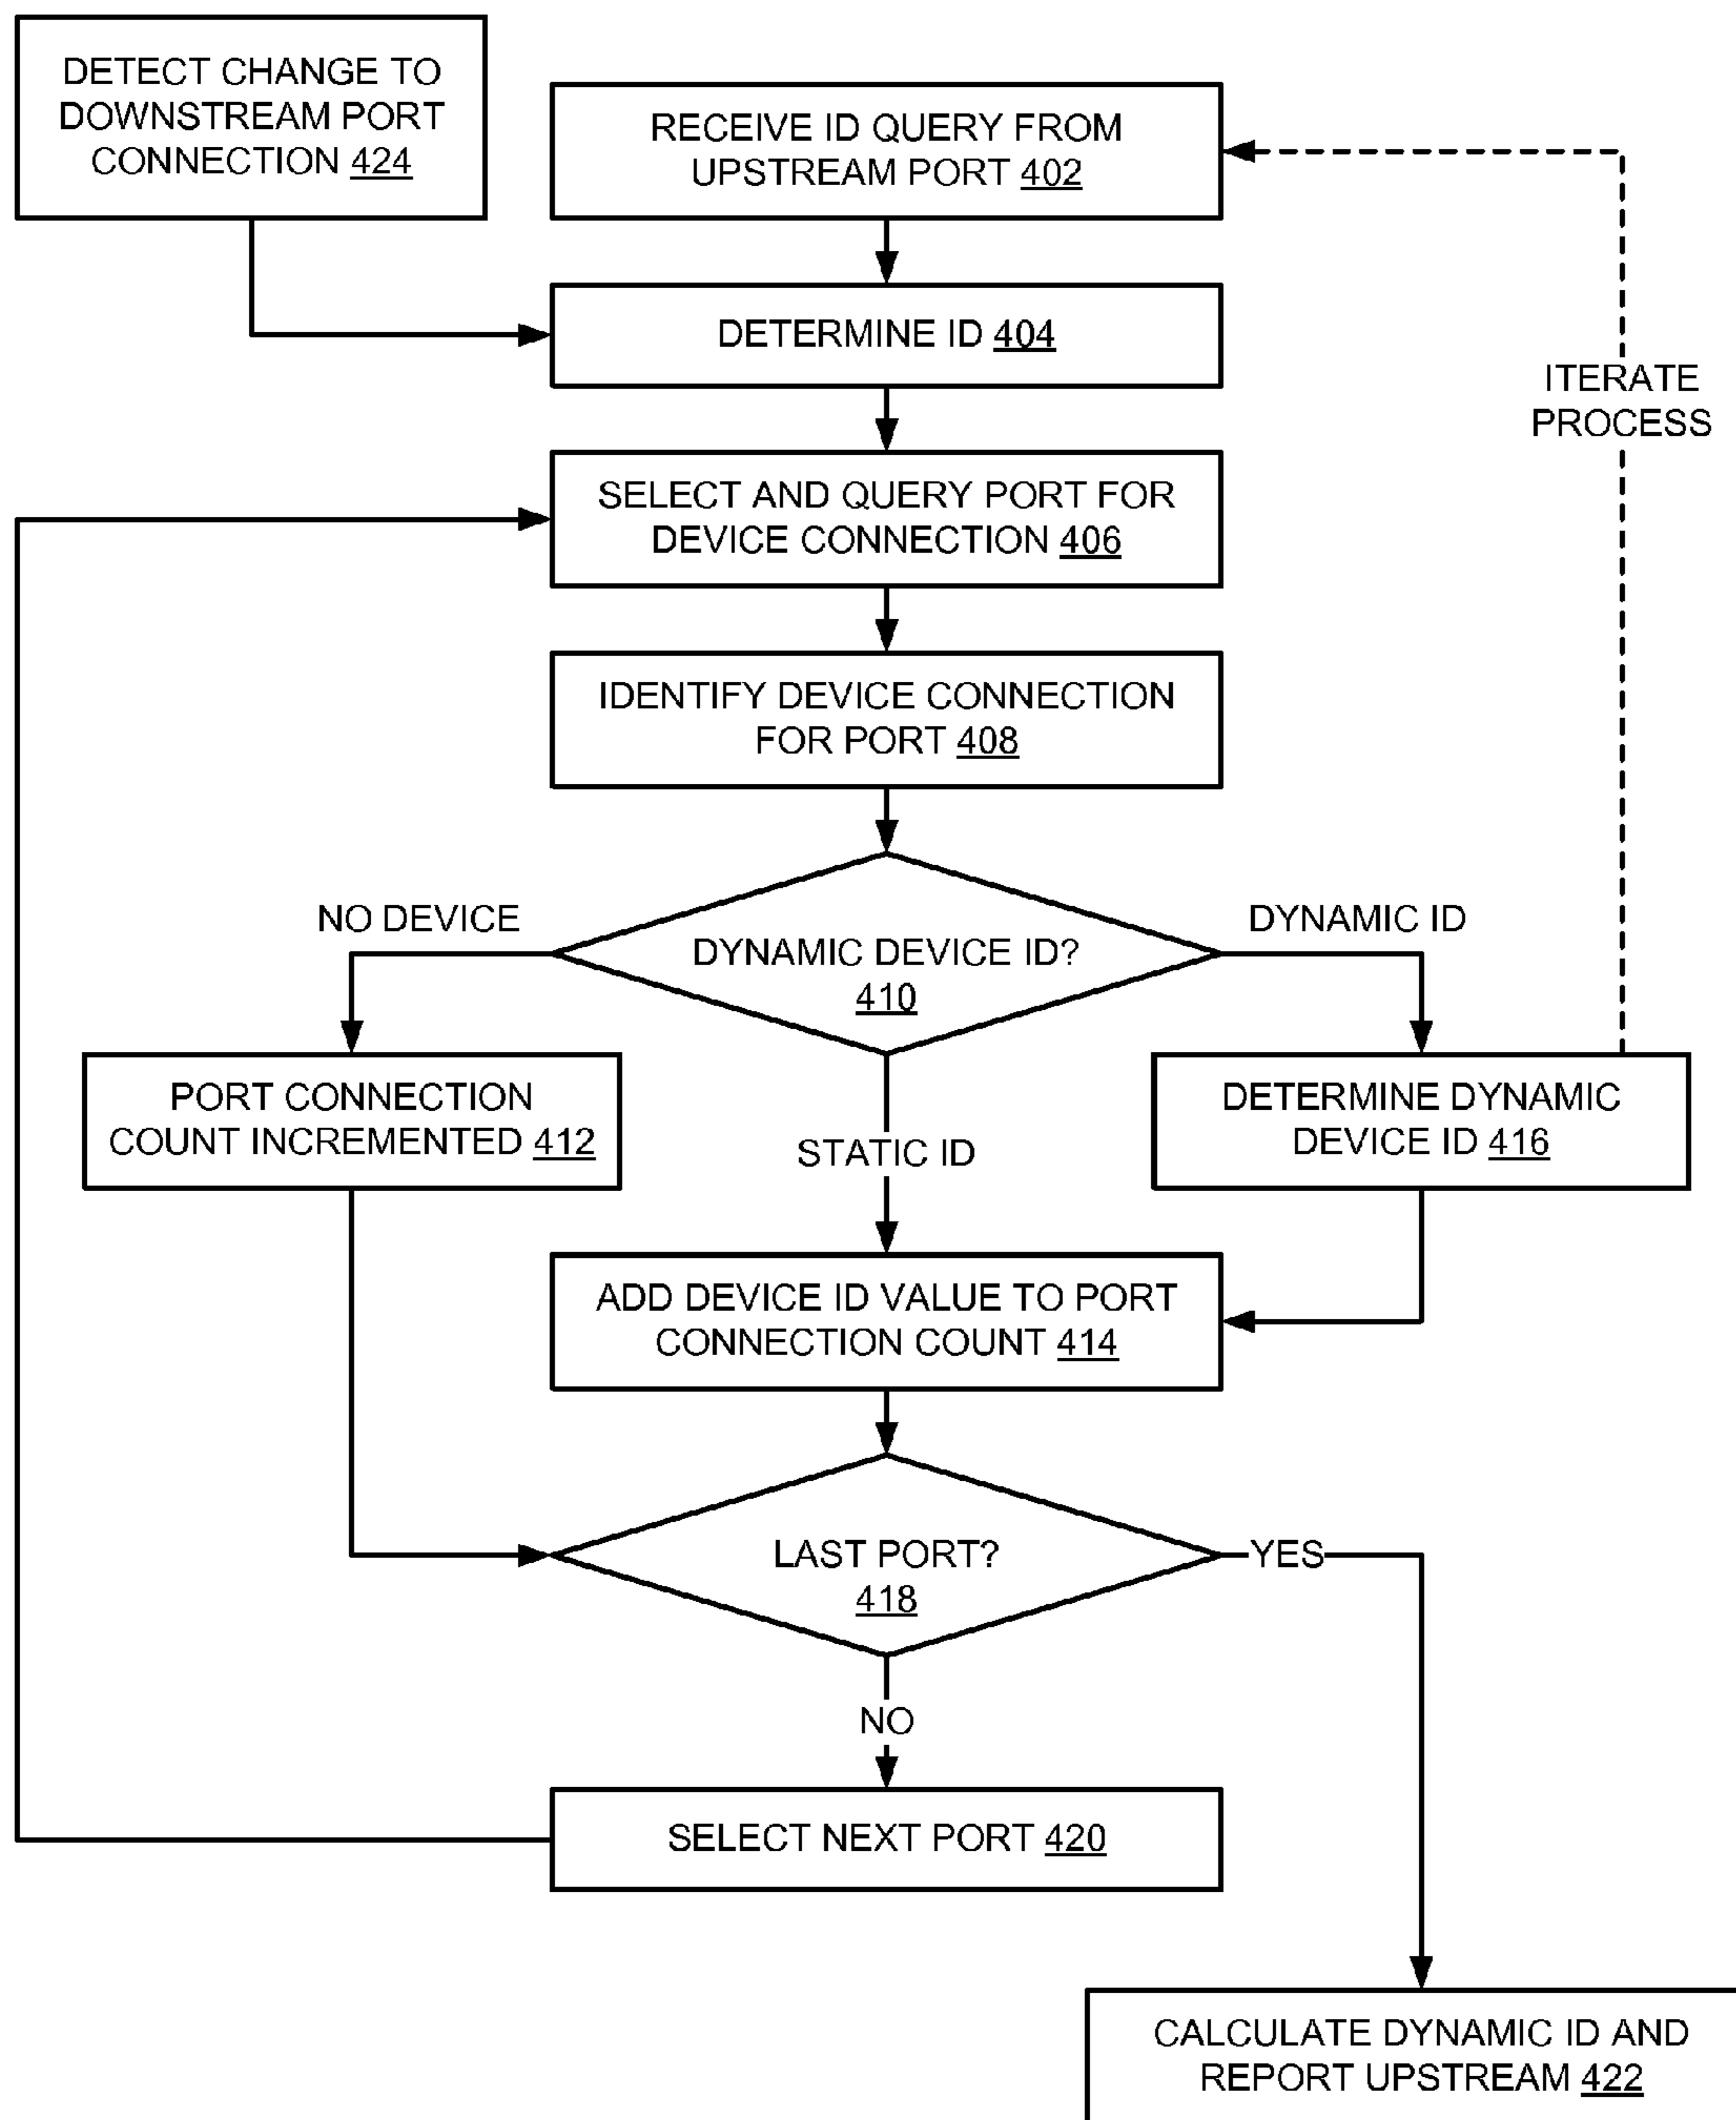 DETECT CHANGE TO
DOWNSTREAM PORT
CONNECTION 424
RECEIVE ID QUERY FROM
UPSTREAM PORT 402
DETERMINE ID 404
ITERATE
PROCESS
SELECT AND QUERY PORT FOR
DEVICE CONNECTION 406
IDENTIFY DEVICE CONNECTION
FOR PORT 408
NO DEVICE
DYNAMIC ID
DYNAMIC DEVICE ID?
410
PORT CONNECTION
COUNT INCREMENTED 412
STATIC ID
DETERMINE DYNAMIC
DEVICE ID 416
ADD DEVICE ID VALUE TO PORT
CONNECTION COUNT 414
LAST PORT?
418
YES
NO
SELECT NEXT PORT 420
CALCULATE DYNAMIC ID AND
REPORT UPSTREAM 422